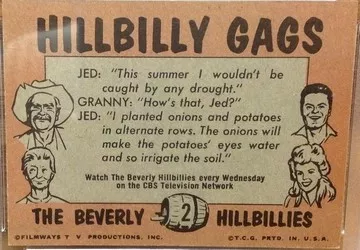 HILLBILLY GAGS
JED: "This summer I wouldn't be
caught by any drought."
GRANNY: "How's that, Jed?"
JED: "I planted onions and potatoes
in alternate rows. The onions will
make the potatoes' eyes water
and so irrigate the soil."
Watch The Beverly Hillbillies every Wednesday
on the CBS Television Network
THE BEVERLY 2 HILLBILLIES
©FILMWAYS T V PRODUCTIONS, INC. ©T.C.G. PRTD. IN U.S.A.